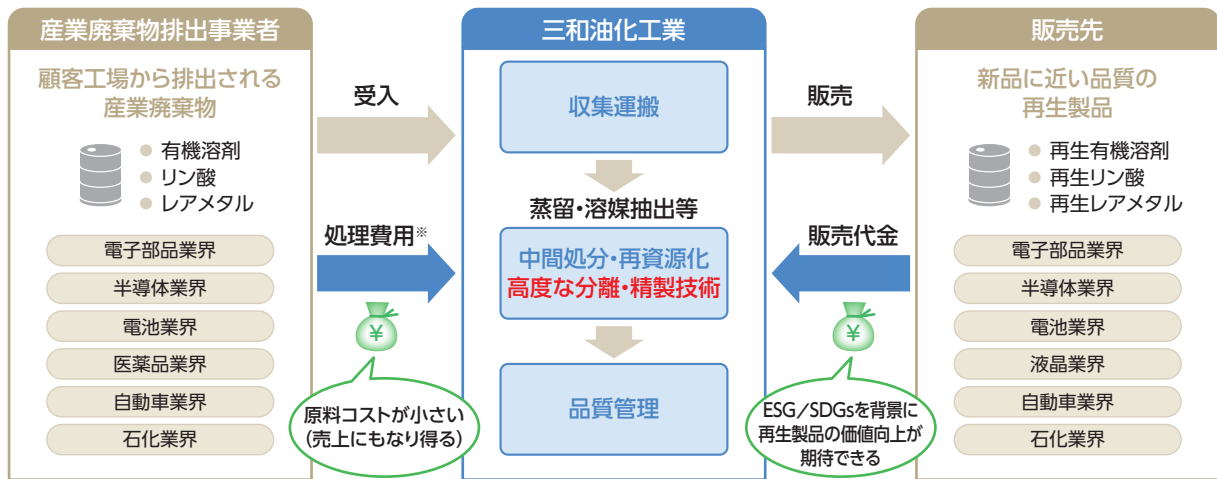 産業廃棄物排出事業者
顧客工場から排出される
産業廃棄物
有機溶剤
リン酸
レアメタル
電子部品業界
半導体業界
電池業界
医薬品業界
自動車業界
石化業界
受入
処理費用※
¥
原料コストが小さい
(売上にもなり得る)
三和油化工業
収集運搬
蒸留・溶媒抽出等
中間処分・再資源化
高度な分離・精製技術
品質管理
販売
販売代金
¥
ESG/SDGsを背景に
再生製品の価値向上が
期待できる
販売先
新品に近い品質の
再生製品
再生有機溶剤
再生リン酸
再生レアメタル
電子部品業界
半導体業界
電池業界
液晶業界
自動車業界
石化業界